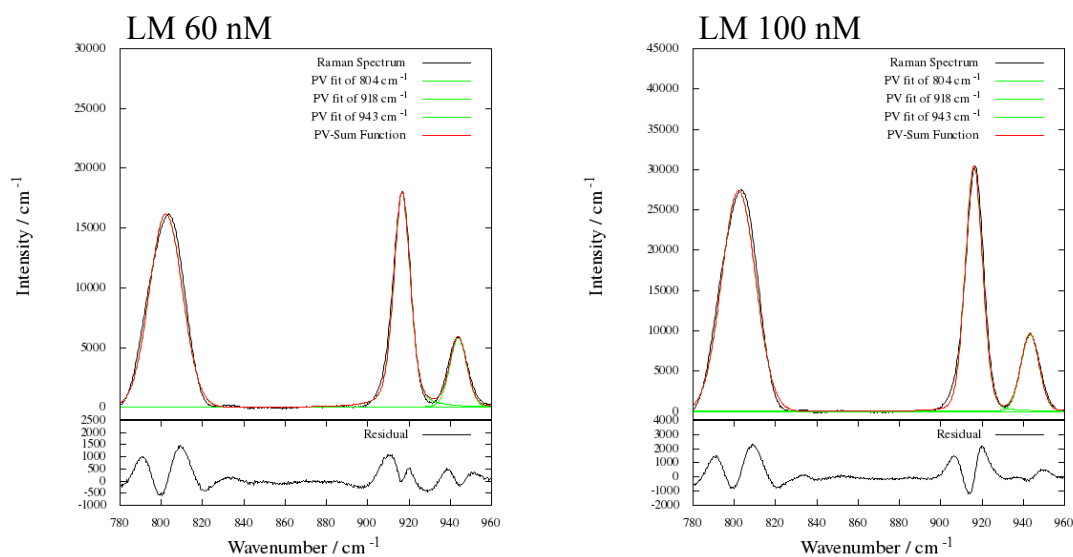 LM 60 nM
30000
25000
20000
15000
10000
5000
0
Intensity / cm-1
Raman Spectrum
PV fit of 804 cm-1
PV fit of 918 cm-1
PV fit of 943 cm-1
PV-Sum Function
2500
2000
1500
1000
500
0
-500
-1000
Residual
780 800 820 840 860 880 900 920 940 960
Wavenumber / cm-1
LM 100 nM
45000
40000
35000
30000
25000
20000
15000
10000
5000
0
Intensity / cm-1
Raman Spectrum
PV fit of 804 cm-1
PV fit of 918 cm-1
PV fit of 943 cm-1
PV-Sum Function
4000
3000
2000
1000
0
-1000
-2000
Residual
780 800 820 840 860 880 900 920 940 960
Wavenumber / cm-1